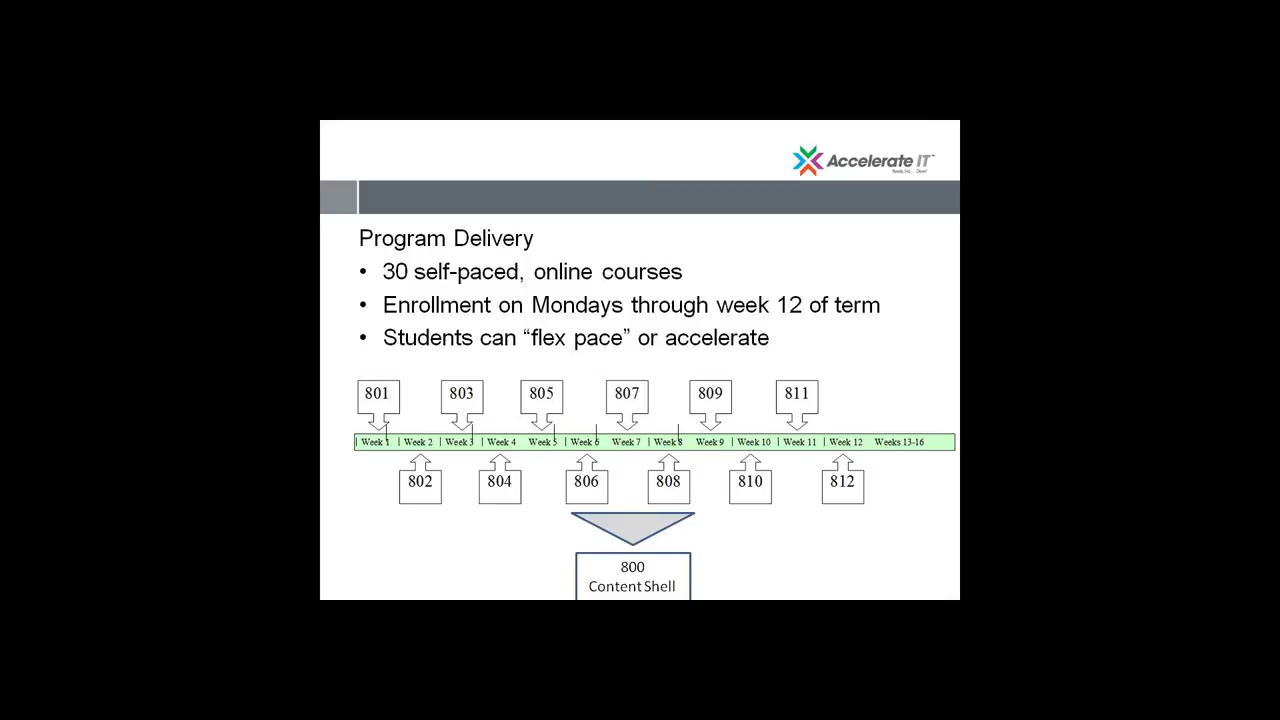 Accelerate IT™
Program Delivery
• 30 self-paced, online courses
• Enrollment on Mondays through week 12 of term
• Students can “flex pace” or accelerate
801 803 805 807 809 811
Week 1 Week 2 Week 3 Week 4 Week 5 Week 6 Week 7 Week 8 Week 9 Week 10 Week 11 Week 12 Weeks 13-16
802 804 806 808 810 812
800
Content Shell